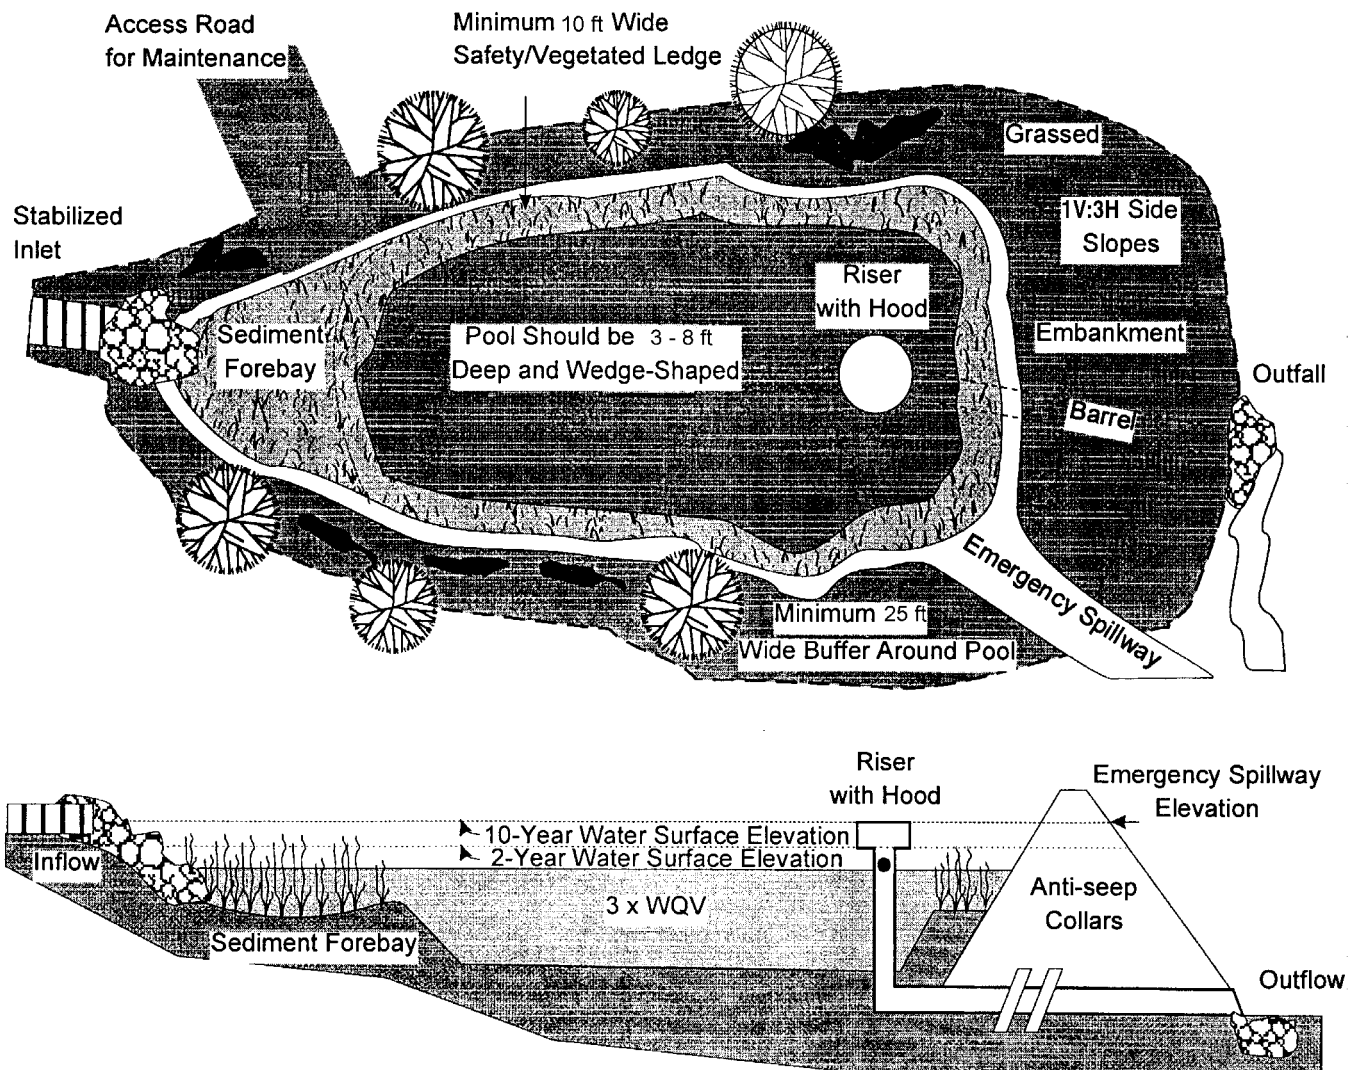 Access Road
for Maintenance
Minimum 10 ft Wide
Safety/Vegetated Ledge
Grassed
Stabilized
Inlet
1V:3H Side
Slopes
Riser
with Hood
Sediment
Forebay
Pool Should be 3 - 8 ft
Deep and Wedge-Shaped
Embankment
Outfall
Barrel
Emergency Spillway
Minimum 25 ft
Wide Buffer Around Pool
Riser
with Hood
Emergency Spillway
Elevation
10-Year Water Surface Elevation
2-Year Water Surface Elevation
Inflow
3 x WQV
Anti-seep
Collars
Sediment Forebay
Outflow